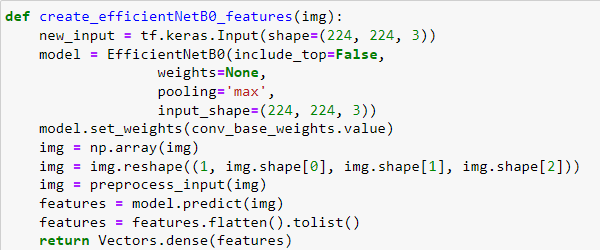 def create_efficientNetB0_features(img):
    new_input = tf.keras.Input(shape=(224, 224, 3))
    model = EfficientNetB0(include_top=False,
                    weights=None,
                    pooling='max',
                    input_shape=(224, 224, 3))
    model.set_weights(conv_base_weights.value)
    img = np.array(img)
    img = img.reshape((1, img.shape[0], img.shape[1], img.shape[2]))
    img = preprocess_input(img)
    features = model.predict(img)
    features = features.flatten().tolist()
    return Vectors.dense(features)